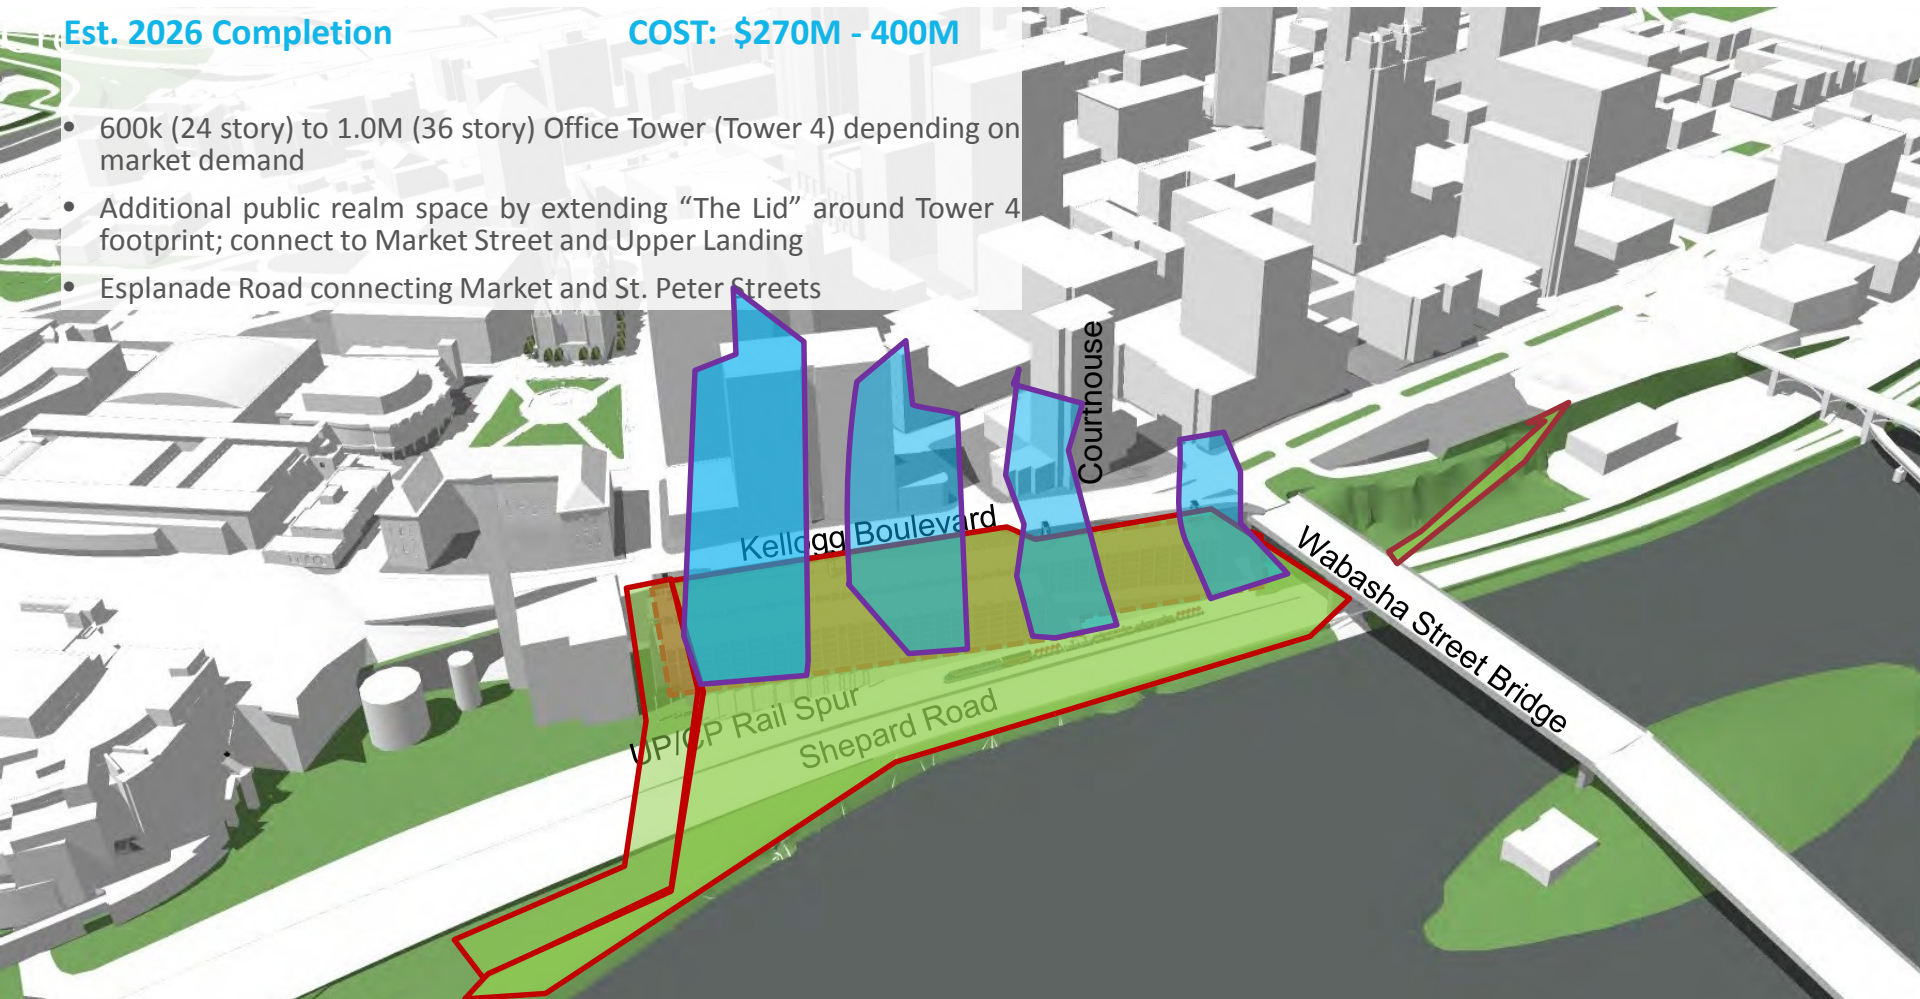 Est. 2026 Completion COST: $270M - 400M
• 600k (24 story) to 1.0M (36 story) Office Tower (Tower 4) depending on
market demand
• Additional public realm space by extending “The Lid” around Tower 4
footprint; connect to Market Street and Upper Landing
• Esplanade Road connecting Market and St. Peter Streets
Courthouse
Kellogg Boulevard
Wabasha Street Bridge
UP/CP Rail Spur
Shepard Road